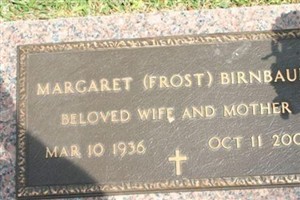 MARGARET (FROST) BIRNBAU
BELOVED WIFE AND MOTHER
MAR 10 1936 OCT 11 200